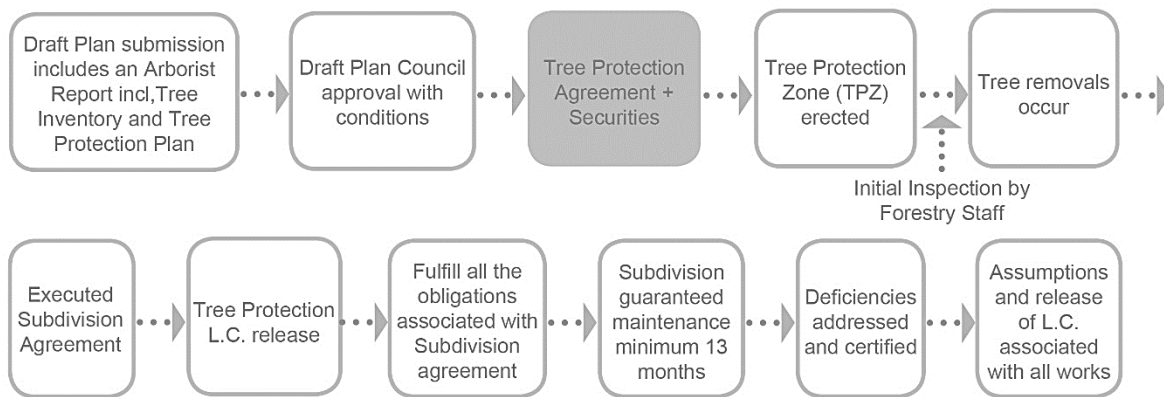 Draft Plan submission
includes an Arborist
Report incl,Tree
Inventory and Tree
Protection Plan
Draft Plan Council
approval with
conditions
Tree Protection
Agreement +
Securities
Tree Protection
Zone (TPZ)
erected
Tree removals
occur
Initial Inspection by
Forestry Staff
Executed
Subdivision
Agreement
Tree Protection
L.C. release
Fulfill all the
obligations
associated with
Subdivision
agreement
Subdivision
guaranteed
maintenance
minimum 13
months
Deficiencies
addressed
and certified
Assumptions
and release
of L.C.
associated
with all works